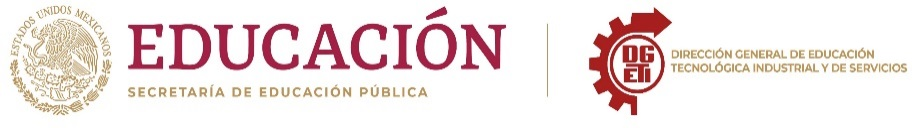 ESTADOS UNIDOS MEXICANOS
EDUCACIÓN
SECRETARÍA DE EDUCACIÓN PÚBLICA
DG
ETI
DIRECCIÓN GENERAL DE EDUCACIÓN
TECNOLÓGICA INDUSTRIAL Y DE SERVICIOS